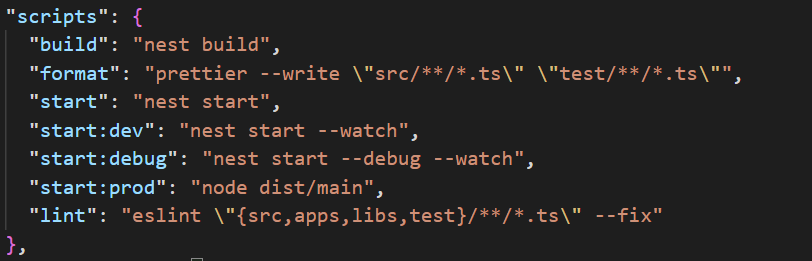 "scripts": {
"build": "nest build",
"format": "prettier --write \"src/**/*.ts\" \"test/**/*.ts\"",
"start": "nest start",
"start:dev": "nest start --watch",
"start:debug": "nest start --debug --watch",
"start:prod": "node dist/main",
"lint": "eslint \"{src,apps,libs,test}/**/*.ts\" --fix"
},